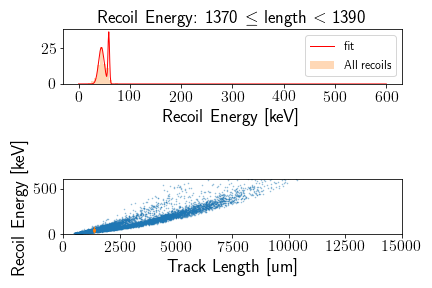 Recoil Energy: 1370 ≤ length < 1390
25
0
fit
All recoils
0 100 200 300 400 500 600
Recoil Energy [keV]
Recoil Energy [keV]
500
0
0 2500 5000 7500 10000 12500 15000
Track Length [um]